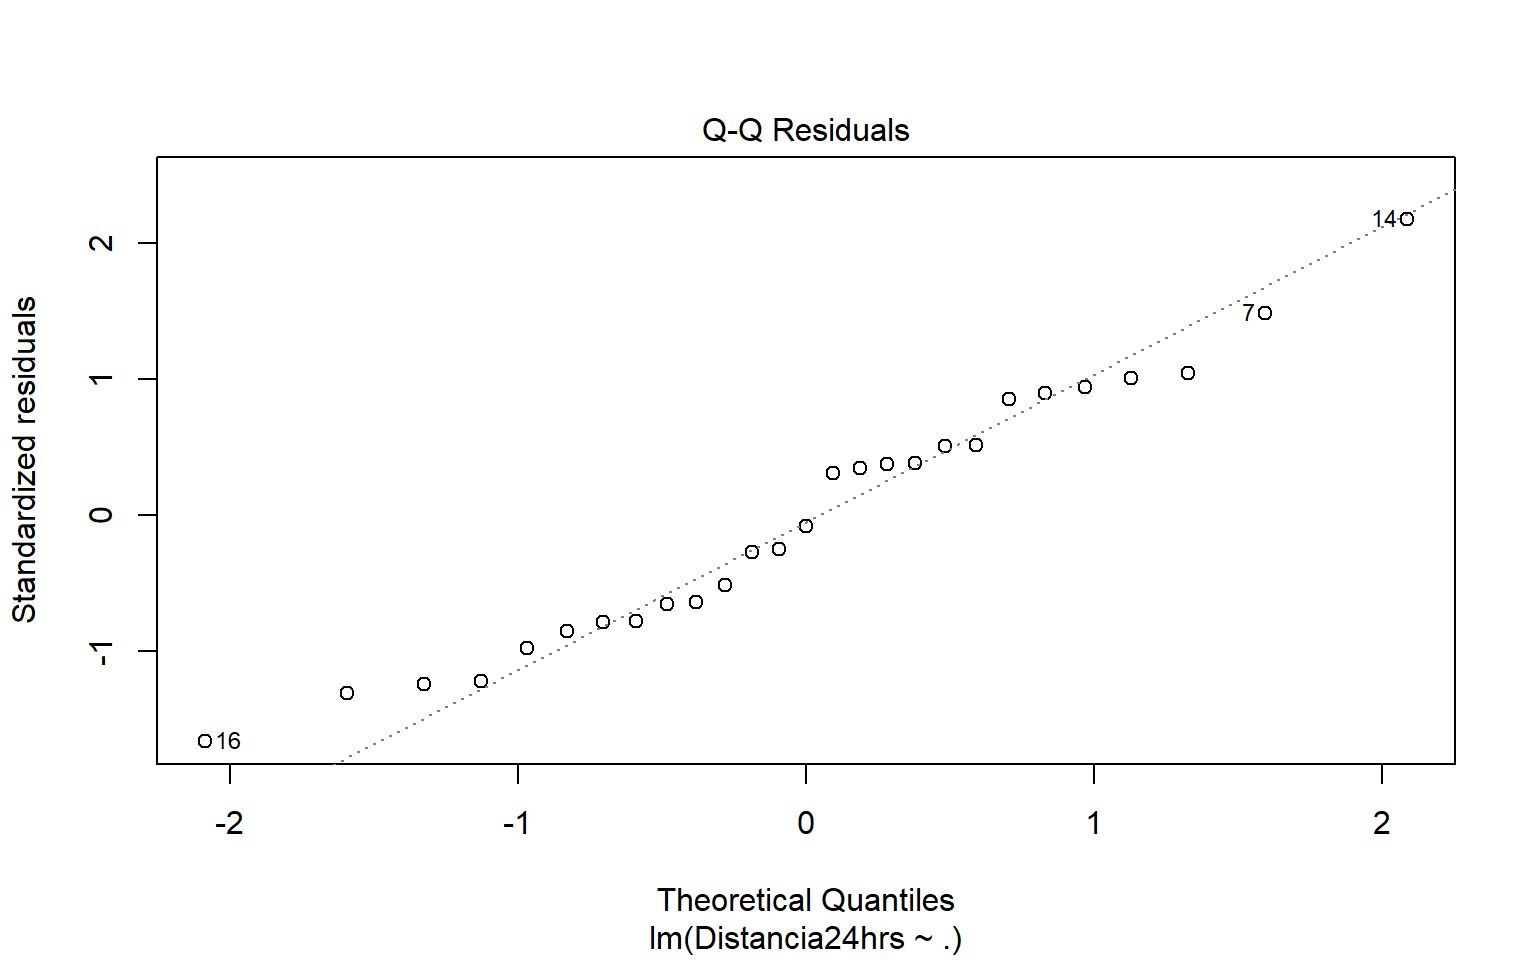 Q-Q Residuals
Standardized residuals
2
1
0
-1
14
7
16
-2 -1 0 1 2
Theoretical Quantiles
lm(Distancia24hrs ~ .)